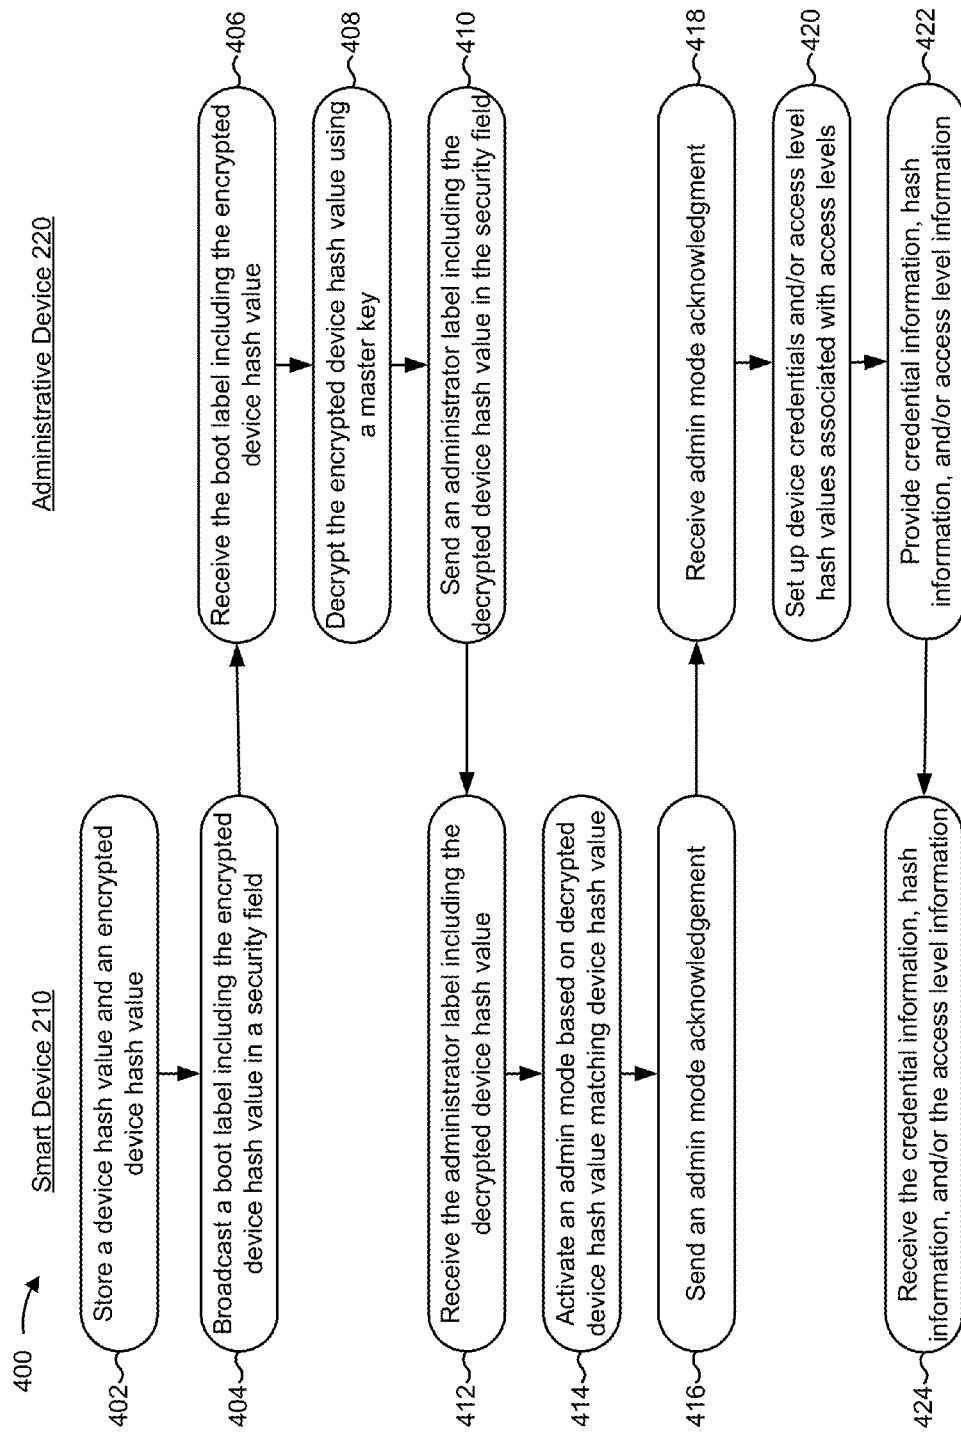 400
Smart Device 210
Administrative Device 220
402
Store a device hash value and an encrypted
device hash value
404
Broadcast a boot label including the encrypted
device hash value in a security field
406
Receive the boot label including the encrypted
device hash value
408
Decrypt the encrypted device hash value using
a master key
410
Send an administrator label including the
decrypted device hash value in the security field
412
Receive the administrator label including the
decrypted device hash value
414
Activate an admin mode based on decrypted
device hash value matching device hash value
416
Send an admin mode acknowledgement
418
Receive admin mode acknowledgment
420
Set up device credentials and/or access level
hash values associated with access levels
422
Provide credential information, hash
information, and/or access level information
424
Receive the credential information, hash
information, and/or the access level information